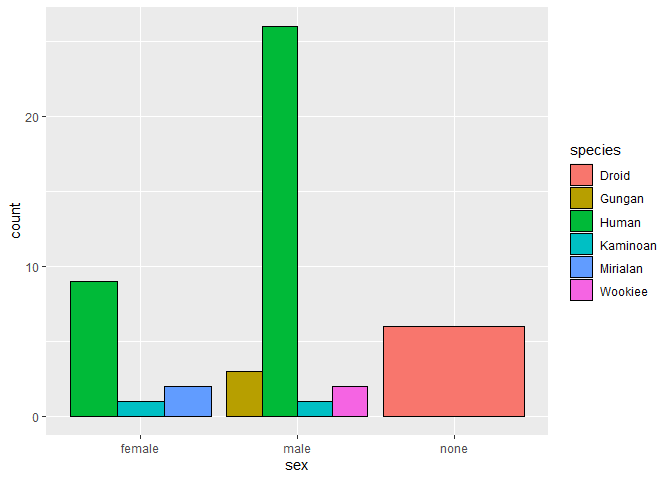 count
20
10
0
female male none
sex
species
Droid
Gungan
Human
Kaminoan
Mirialan
Wookiee